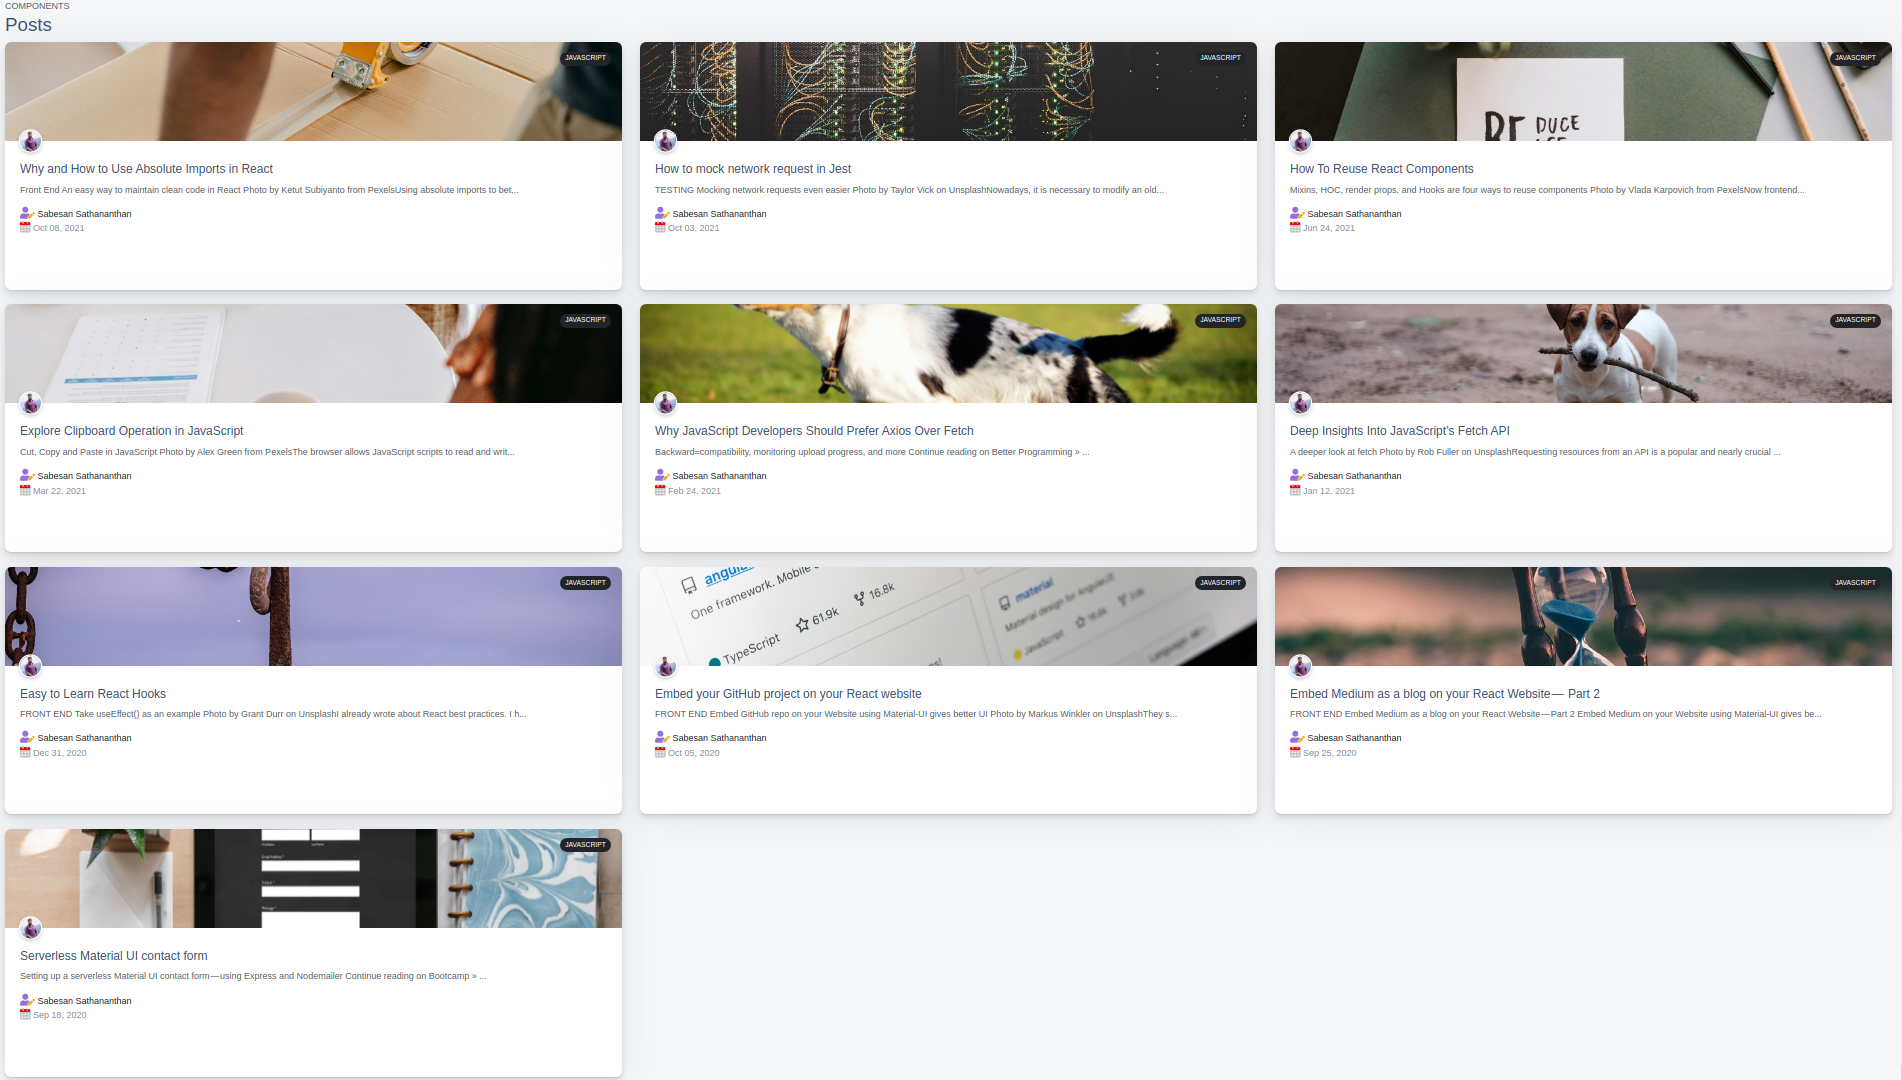 COMPONENTS
Posts
JAVASCRIPT
Why and How to Use Absolute Imports in React
Front End An easy way to maintain clean code in React Photo by Ketut Subiyanto from PexelsUsing absolute imports to bet...
Sabesan Sathananthan
Oct 08, 2021
JAVASCRIPT
How to mock network request in Jest
TESTING Mocking network requests even easier Photo by Taylor Vick on UnsplashNowadays, it is necessary to modify an old...
Sabesan Sathananthan
Oct 03, 2021
JAVASCRIPT
DUCE
How To Reuse React Components
Mixins, HOC, render props, and Hooks are four ways to reuse components Photo by Vlada Karpovich from PexelsNow frontend...
Sabesan Sathananthan
Jun 24, 2021
JAVASCRIPT
Explore Clipboard Operation in JavaScript
Cut, Copy and Paste in JavaScript Photo by Alex Green from PexelsThe browser allows JavaScript scripts to read and writ...
Sabesan Sathananthan
Mar 22, 2021
JAVASCRIPT
Why JavaScript Developers Should Prefer Axios Over Fetch
Backward=compatibility, monitoring upload progress, and more Continue reading on Better Programming » ...
Sabesan Sathananthan
Feb 24, 2021
JAVASCRIPT
Deep Insights Into JavaScript's Fetch API
A deeper look at fetch Photo by Rob Fuller on UnsplashRequesting resources from an API is a popular and nearly crucial ...
Sabesan Sathananthan
Jan 12, 2021
JAVASCRIPT
Easy to Learn React Hooks
FRONT END Take useEffect() as an example Photo by Grant Durr on UnsplashI already wrote about React best practices. I h...
Sabesan Sathananthan
Dec 31, 2020
JAVASCRIPT
angular
One framework. Mobile
61.9k 16.8k
TypeScript
material
Material design for AngularJS
JavaScript
Embed your GitHub project on your React website
FRONT END Embed GitHub repo on your Website using Material-UI gives better UI Photo by Markus Winkler on UnsplashThey s...
Sabesan Sathananthan
Oct 05, 2020
JAVASCRIPT
Embed Medium as a blog on your React Website— Part 2
FRONT END Embed Medium as a blog on your React Website—Part 2 Embed Medium on your Website using Material-UI gives be...
Sabesan Sathananthan
Sep 25, 2020
JAVASCRIPT
Serverless Material UI contact form
Setting up a serverless Material UI contact form—using Express and Nodemailer Continue reading on Bootcamp » ...
Sabesan Sathananthan
Sep 18, 2020